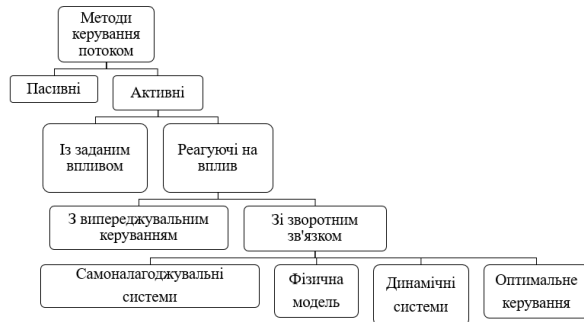 Методи
керування
потоком
Пасивні
Активні
Із заданим
впливом
Реагуючі на
вплив
З випереджувальним
керуванням
Зі зворотним
зв'язком
Самоналагоджувальні
системи
Фізична
модель
Динамічні
системи
Оптимальне
керування